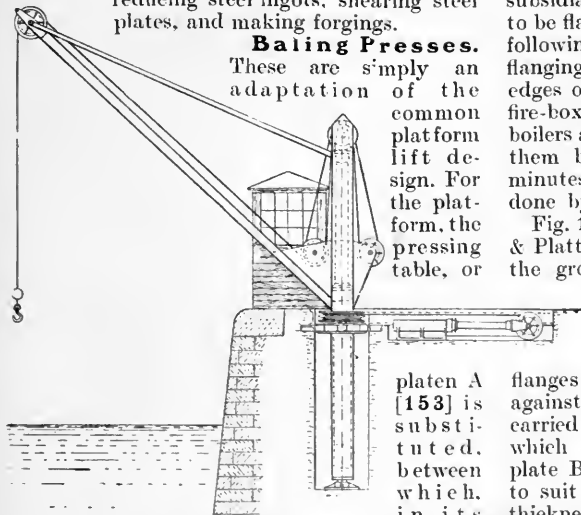 reducing steel ingots, shearing steel
plates, and making forgings.
Baling Presses.
These are simply an
adaptation of the
common
platform
lift de-
sign. For
the plat-
form, the
pressing
table, or
platen A
[153] is
substi-
tuted,
between
which,
in its
subsidia
to be fla
followin
flanging
edges o
fire-box
boilers a
them b
minutes
done b
Fig. 1
& Platt
the gro
flanges
against
carried
which
plate B
to suit
thickne